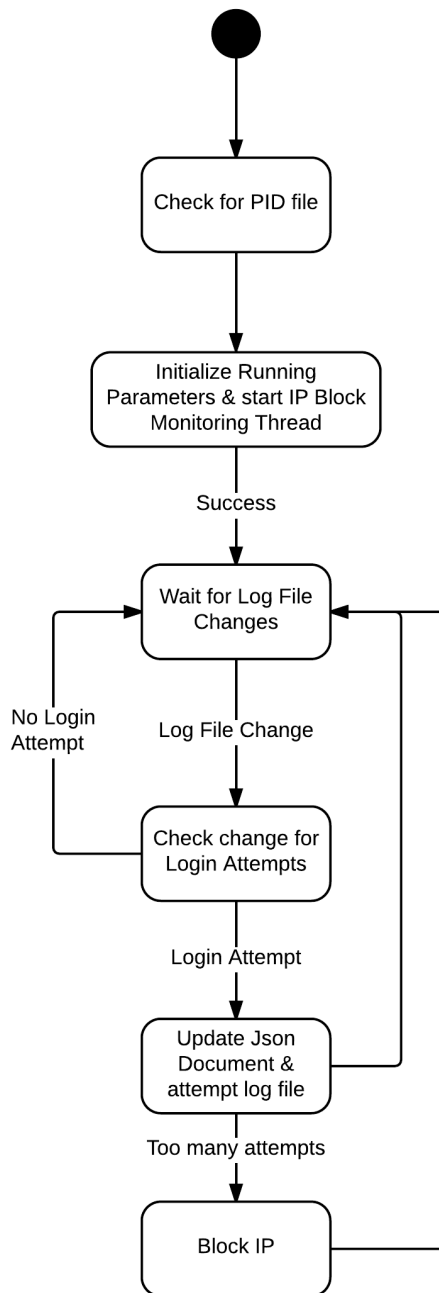 Check for PID file
Initialize Running
Parameters & start IP Block
Monitoring Thread
Success
Wait for Log File
Changes
No Login
Attempt
Log File Change
Check change for
Login Attempts
Login Attempt
Update Json
Document &
attempt log file
Too many attempts
Block IP